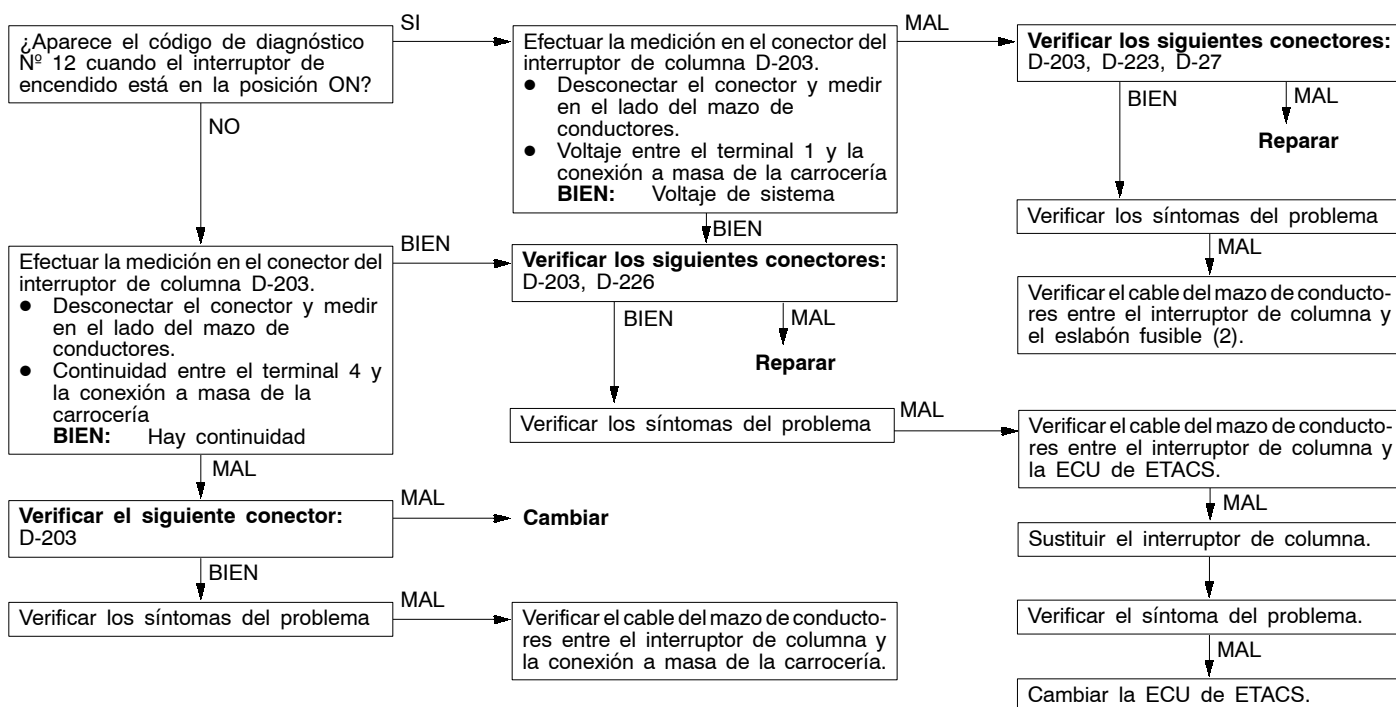 ¿Aparece el código de diagnóstico
Nº 12 cuando el interruptor de
encendido está en la posición ON?
SI
Efectuar la medición en el conector del
interruptor de columna D-203.
● Desconectar el conector y medir
en el lado del mazo de
conductores.
● Voltaje entre el terminal 1 y la
conexión a masa de la carrocería
BIEN: Voltaje de sistema
MAL
Verificar los siguientes conectores:
D-203, D-223, D-27
BIEN
MAL
Reparar
Verificar los síntomas del problema
MAL
Verificar el cable del mazo de conducto-
res entre el interruptor de columna y
el eslabón fusible (2).
NO
BIEN
Efectuar la medición en el conector del
interruptor de columna D-203.
● Desconectar el conector y medir
en el lado del mazo de
conductores.
● Continuidad entre el terminal 4 y
la conexión a masa de la
carrocería
BIEN: Hay continuidad
BIEN
Verificar los siguientes conectores:
D-203, D-226
BIEN
MAL
Reparar
Verificar los síntomas del problema
MAL
Verificar el cable del mazo de conducto-
res entre el interruptor de columna y
la ECU de ETACS.
MAL
Sustituir el interruptor de columna.
Verificar el síntoma del problema.
MAL
Cambiar la ECU de ETACS.
MAL
Verificar el siguiente conector:
D-203
MAL
Cambiar
BIEN
Verificar los síntomas del problema
MAL
Verificar el cable del mazo de conducto-
res entre el interruptor de columna y
la conexión a masa de la carrocería.